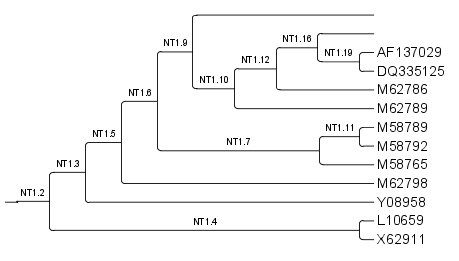 NT1.16
NT1.9
AF137029
NT1.19
NT1.12
DQ335125
NT1.10
M62786
NT1.6
M62789
M58789
NT1.11
NT1.5
NT1.7
M58792
M58765
NT1.3
M62798
NT1.2
Y08958
NT1.4
L10659
X62911